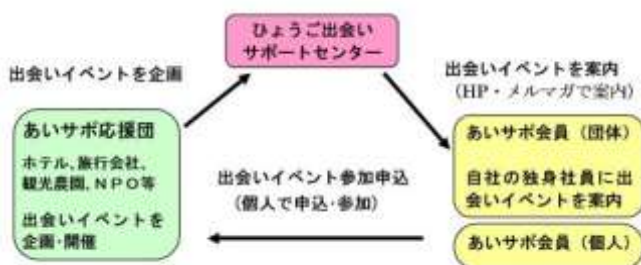 ひょうご出会い
サポートセンター
出会いイベントを企画
出会いイベントを案内
(HP・メルマガで案内)
あいサポ応援団
ホテル、旅行会社、
観光農園、NPO等
出会いイベントを
企画・開催
出会いイベント参加申込
(個人で申込・参加)
あいサポ会員(団体)
自社の独身社員に出
会いイベントを案内
あいサポ会員(個人)